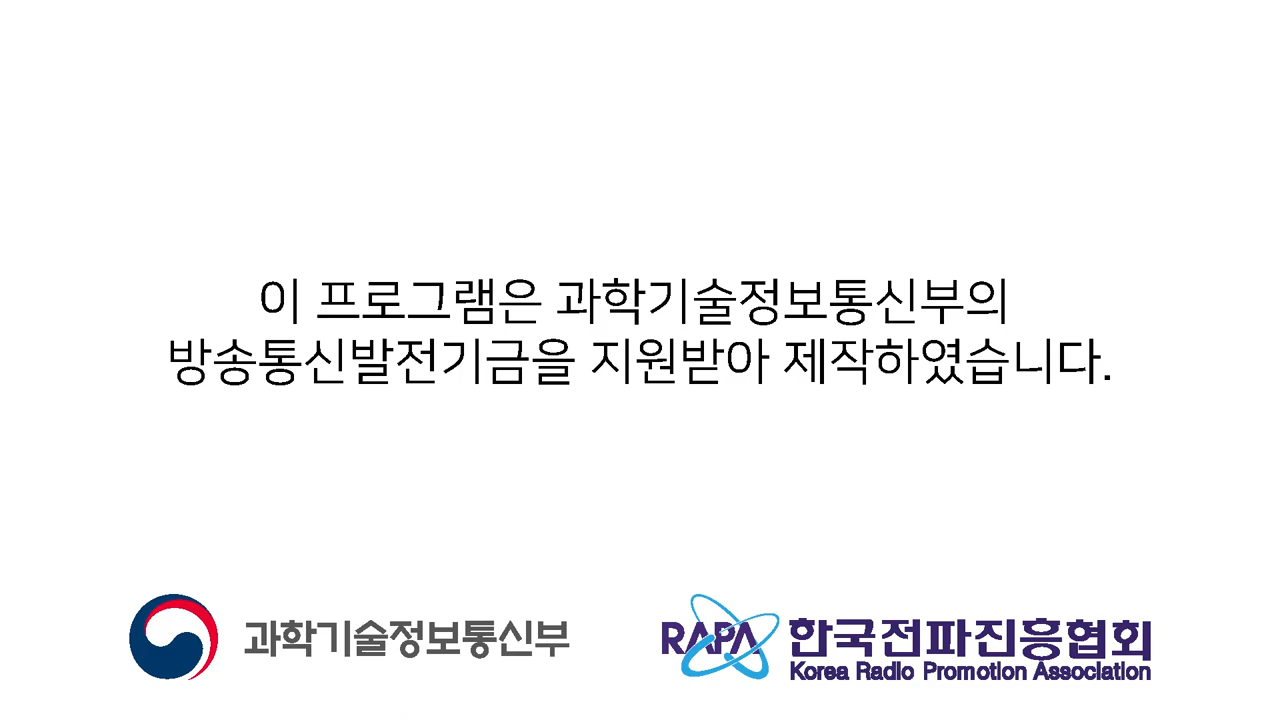 이 프로그램은 과학기술정보통신부의
방송통신발전기금을 지원받아 제작하였습니다.
과학기술정보통신부
RAPA 한국전파진흥협회
Korea Radio Promotion Association